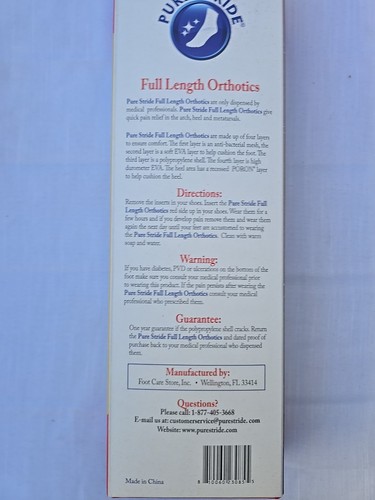 PURE STRIDE®
Full Length Orthotics
Pure Stride Full Length Orthotics are only dispensed by
medical professionals. Pure Stride Full Length Orthotics give
quick pain relief in the arch, heel and metatarsals.
Pure Stride Full Length Orthotics are made up of four layers
to ensure comfort. The first layer is an anti-bacterial mesh, the
second layer is a soft EVA layer to help cushion the foot. The
third layer is a polypropylene shell. The fourth layer is high
durometer EVA. The heel area has a recessed PORON® layer
to help cushion the heel.
Directions:
Remove the inserts in your shoes. Insert the Pure Stride Full
Length Orthotics red side up in your shoes. Wear them for a
few hours and if you develop pain remove them and wear them
again the next day until your feet are accustomed to wearing
the Pure Stride Full Length Orthotics. Clean with warm
soap and water.
Warning:
If you have diabetes, PVD or ulcerations on the bottom of the
foot make sure you consult your medical professional prior
to wearing this product. If the pain persists after wearing the
Pure Stride Full Length Orthotics consult your medical
professional who prescribed them.
Guarantee:
One year guarantee if the polypropylene shell cracks. Return
the Pure Stride Full Length Orthotics and dated proof of
purchase back to your medical professional who dispensed
them.
Manufactured by:
Foot Care Store, Inc. • Wellington, FL 33414
Questions?
Please call: 1-877-405-3668
E-mail us at: customerservice@purestride.com
Website: www.purestride.com
Made in China